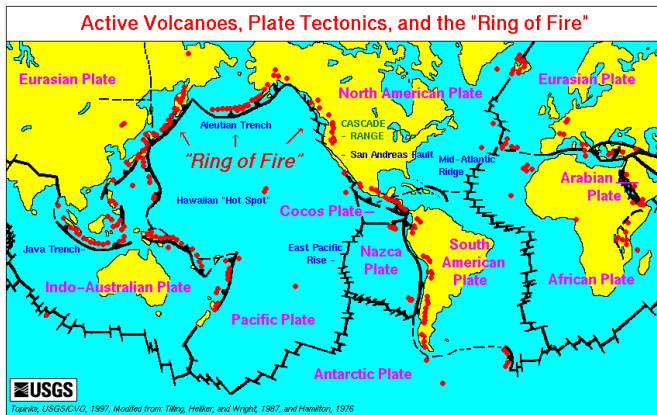 Active Volcanoes, Plate Tectonics, and the "Ring of Fire"
Eurasian Plate
North American Plate
Eurasian Plate
Aleutian Trench
CASCADE
- RANGE
"Ring of Fire"
- San Andreas Fault
Mid-Atlantic
Ridge
Arabian
Plate
Hawaiian "Hot Spot"
Cocos Plate
Java Trench
East Pacific
Rise -
Nazca
Plate
South
American
Plate
Indo-Australian Plate
African Plate
Pacific Plate
Antarctic Plate
USGS
Topinka, USGS/CVO, 1997, Modified from: Tilling, Heliker, and Wright, 1987, and Hamilton, 1976